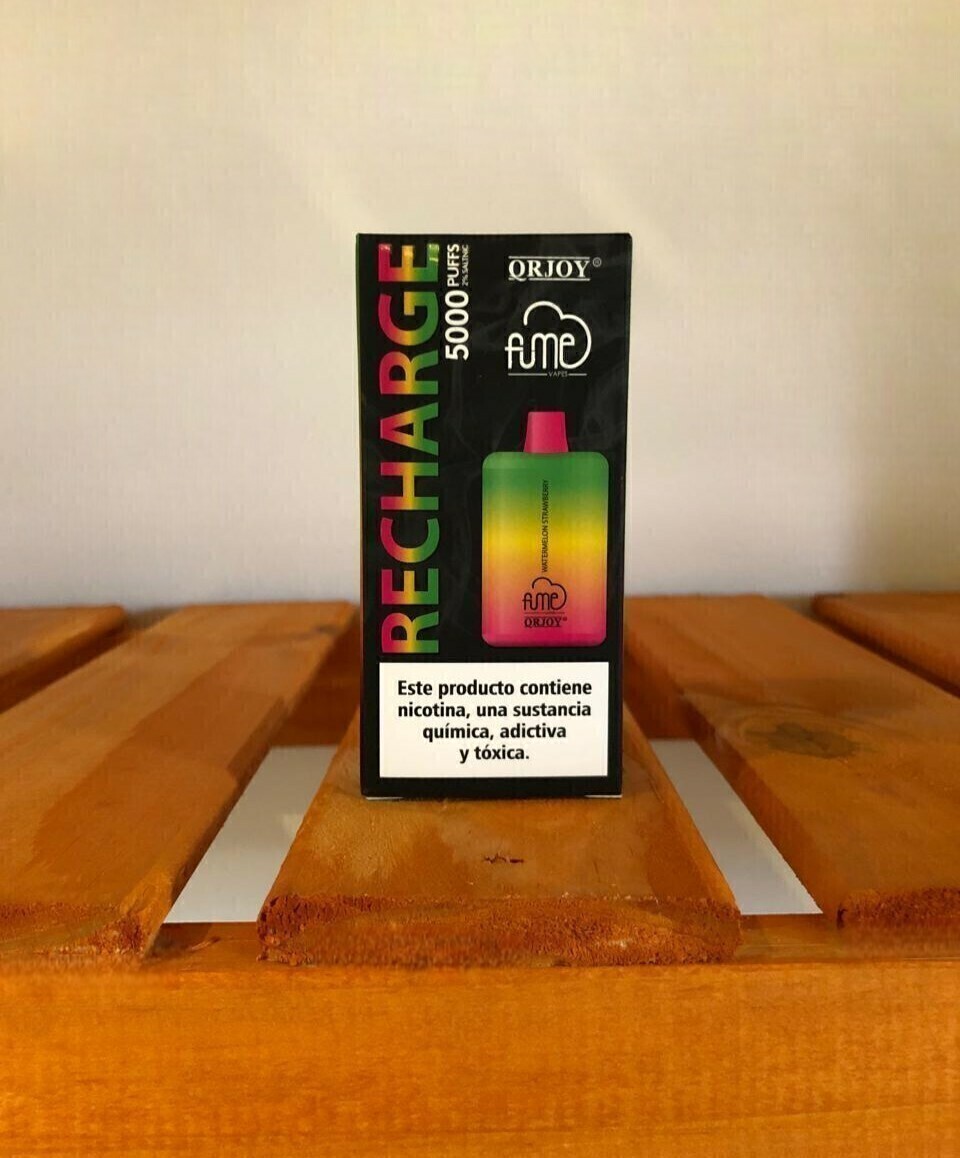 RECHARGE
5000 PUFFS
2% SALTNIC
QRJOY®
fume
VAPES
WATERMELON STRAWBERRY
fume
QRJOY®
Este producto contiene
nicotina, una sustancia
química, adictiva
y tóxica.